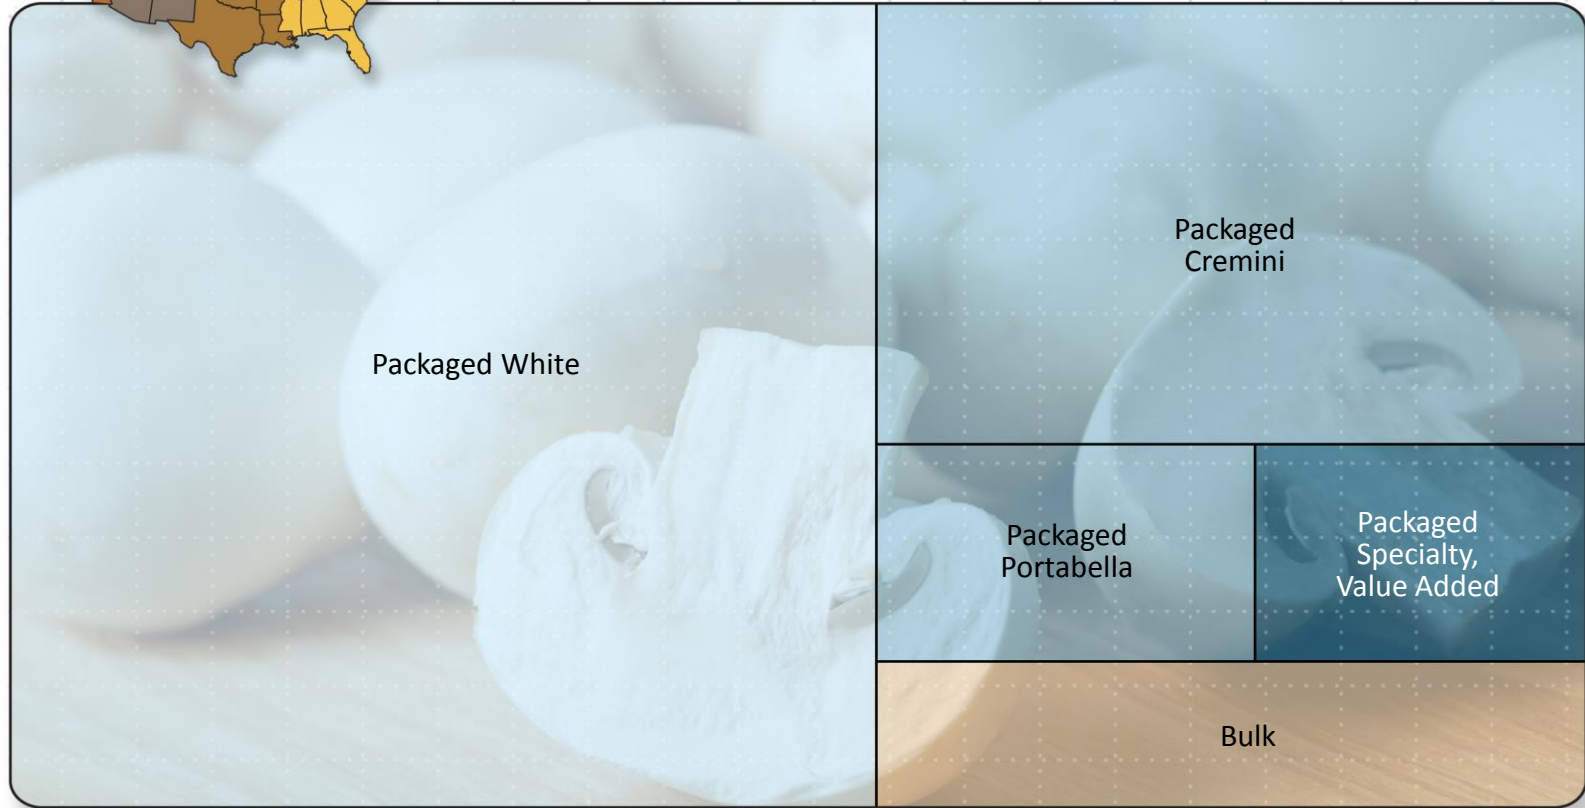 Packaged White
Packaged
Cremini
Packaged
Portabella
Packaged
Specialty,
Value Added
Bulk